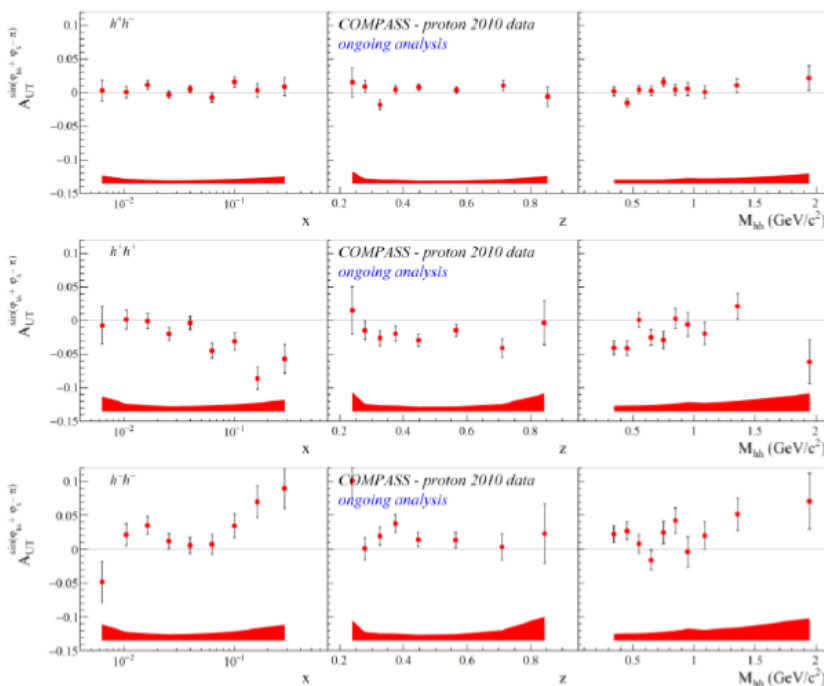 h⁺h⁻
COMPASS - proton 2010 data
ongoing analysis
A_UT^sin(φ_hh + φ_s - π)
0.1
0.05
0
−0.05
−0.1
−0.15
10⁻² 10⁻¹ 0.2 0.4 0.6 0.8 0.5 1 1.5 2
x z M_hh (GeV/c²)
h⁺h⁺
COMPASS - proton 2010 data
ongoing analysis
A_UT^sin(φ_hh + φ_s - π)
0.1
0.05
0
−0.05
−0.1
−0.15
10⁻² 10⁻¹ 0.2 0.4 0.6 0.8 0.5 1 1.5 2
x z M_hh (GeV/c²)
h⁻h⁻
COMPASS - proton 2010 data
ongoing analysis
A_UT^sin(φ_hh + φ_s - π)
0.1
0.05
0
−0.05
−0.1
−0.15
10⁻² 10⁻¹ 0.2 0.4 0.6 0.8 0.5 1 1.5 2
x z M_hh (GeV/c²)